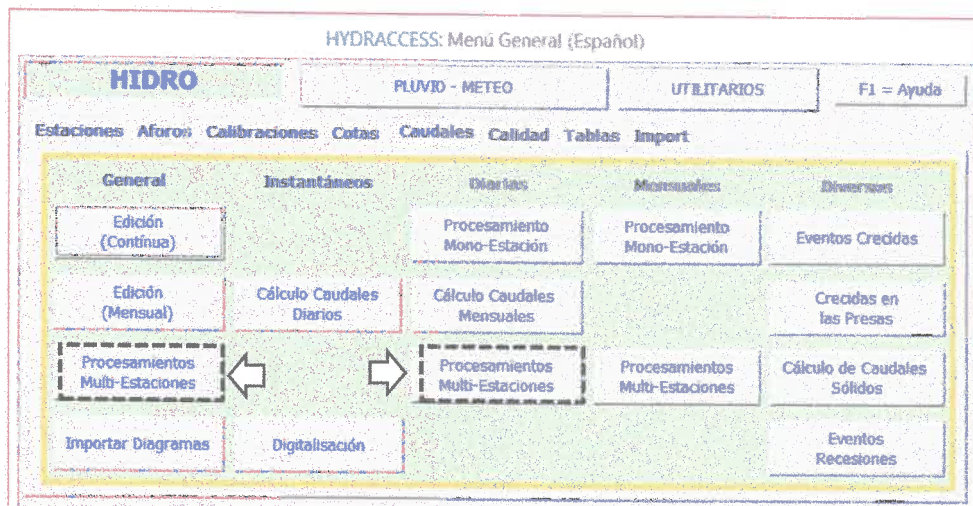 HYDRACCESS: Menú General (Español)
HIDRO
PLUVIO - METEO
UTILITARIOS
F1 = Ayuda
Estaciones Aforos Calibraciones Cotas Caudales Calidad Tablas Import
General Instantáneos Diarias Mensuales Diversos
Edición
(Contínua)
Procesamiento
Mono-Estación
Procesamiento
Mono-Estación
Eventos Crecidas
Edición
(Mensual)
Cálculo Caudales
Diarios
Cálculo Caudales
Mensuales
Crecidas en
las Presas
Procesamientos
Multi-Estaciones
Procesamientos
Multi-Estaciones
Procesamientos
Multi-Estaciones
Cálculo de Caudales
Sólidos
Importar Diagramas
Digitalisación
Eventos
Recesiones